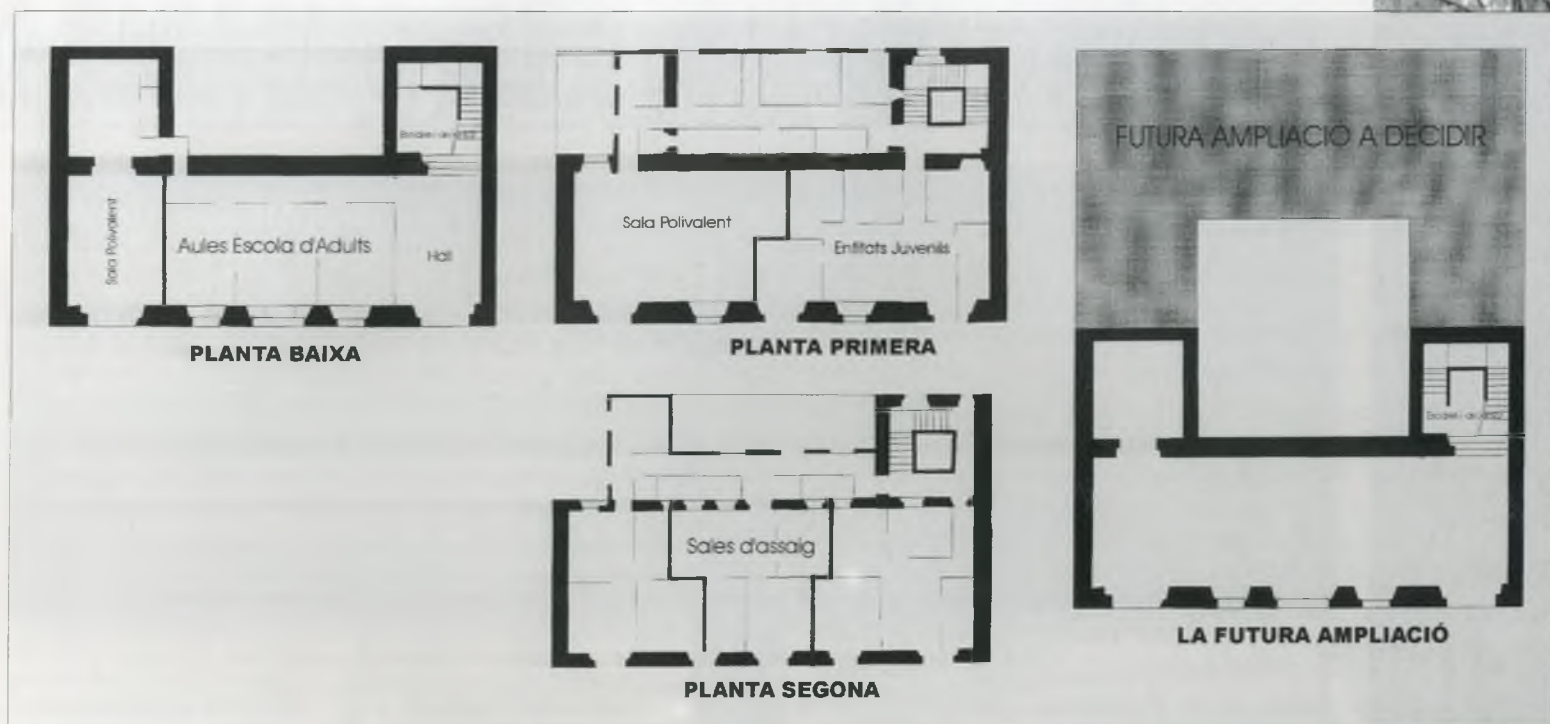 Sala Polivalent
Aules Escola d'Adults
Hall
PLANTA BAIXA
Sala Polivalent
Entitats Juvenils
PLANTA PRIMERA
Sales d'assaig
PLANTA SEGONA
FUTURA AMPLIACIÓ A DECIDIR
LA FUTURA AMPLIACIÓ